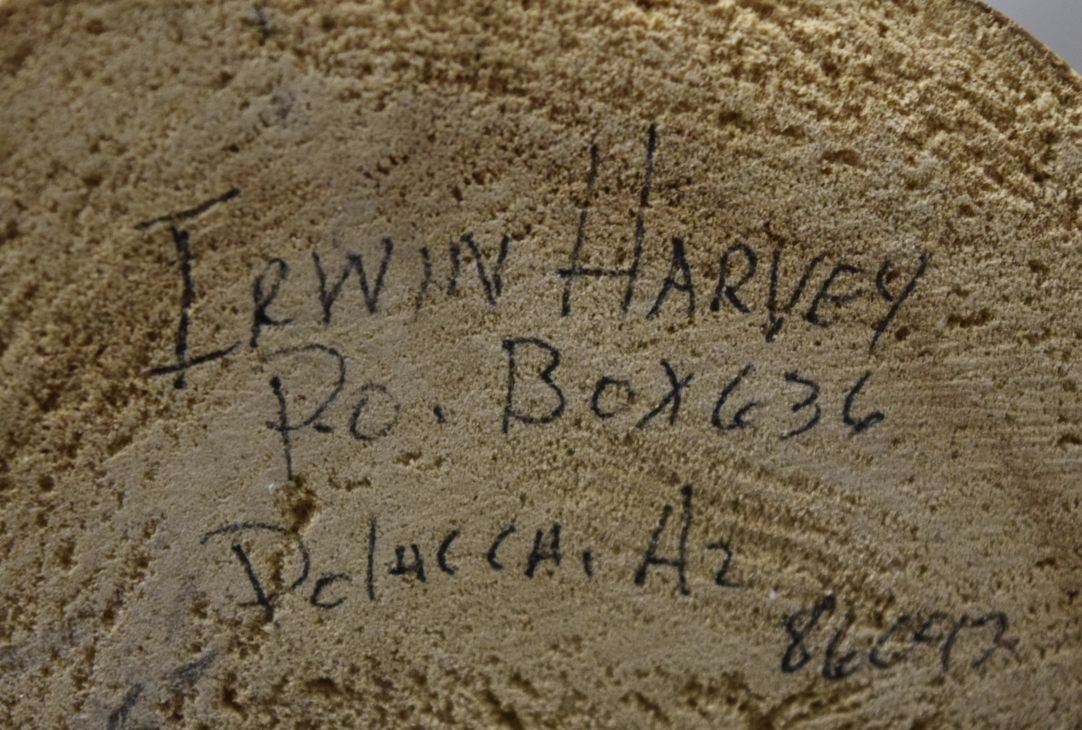 IRWIN HARVEY
P.O. BOX 636
PolACCA, Az.
86042